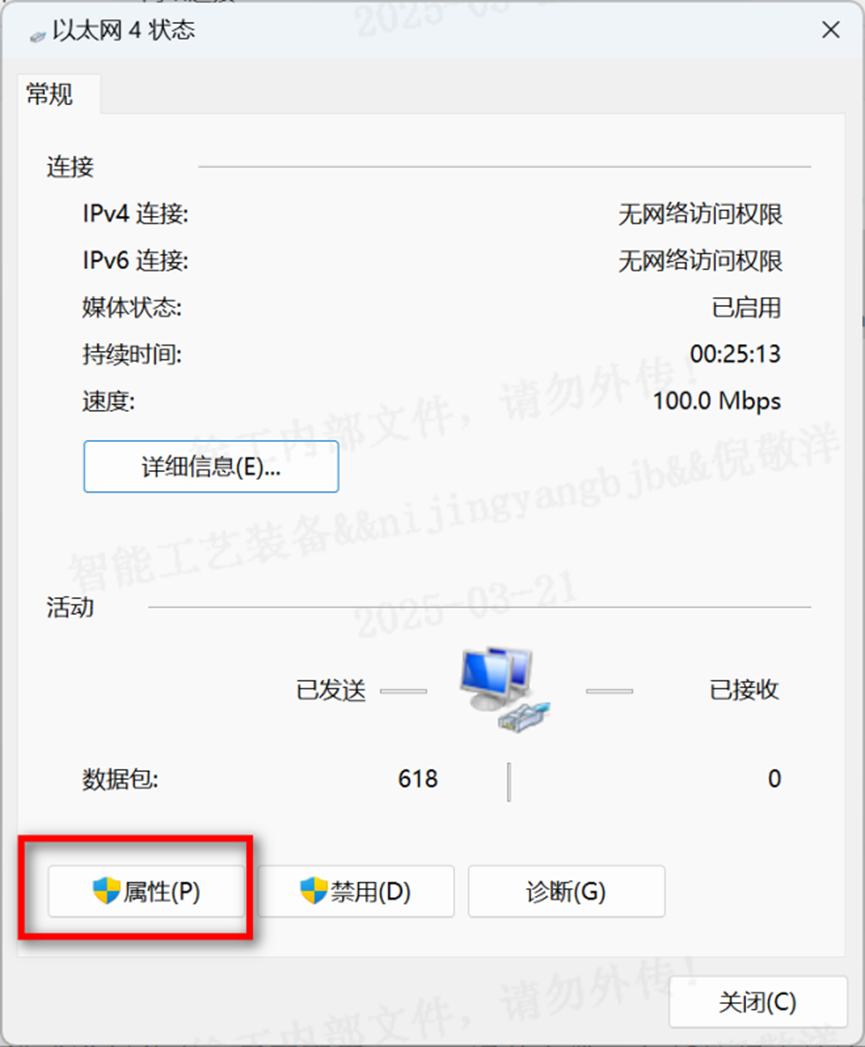 2025-03-21
以太网 4 状态
常规
连接
IPv4 连接: 无网络访问权限
IPv6 连接: 无网络访问权限
媒体状态: 已启用
持续时间: 00:25:13
速度: 100.0 Mbps
内部文件，请勿外传！
详细信息(E)...
智能工艺装备&&nijingyangbjb&&倪敬洋
2025-03-21
活动
已发送 已接收
数据包: 618 0
属性(P) 禁用(D) 诊断(G)
内部文件，请勿外传！
关闭(C)